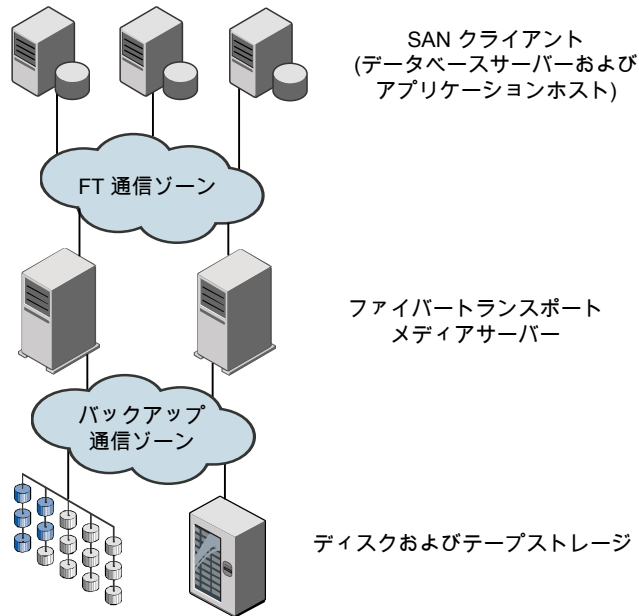 SAN クライアント
(データベースサーバーおよび
アプリケーションホスト)
FT 通信ゾーン
ファイバートランスポート
メディアサーバー
バックアップ
通信ゾーン
ディスクおよびテープストレージ